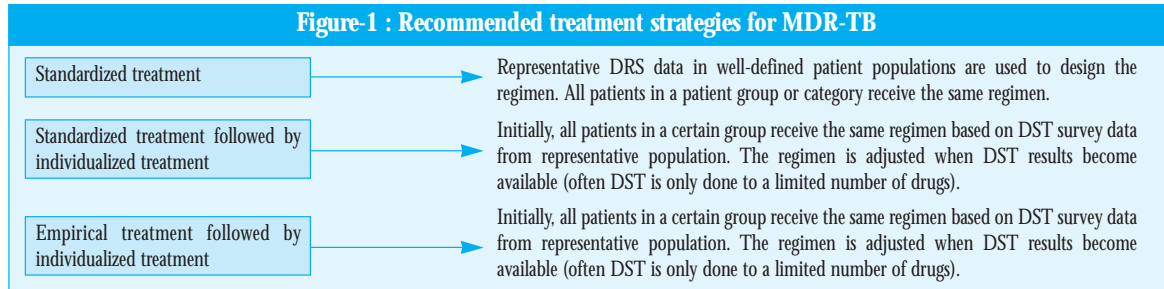 Figure-1 : Recommended treatment strategies for MDR-TB
Standardized treatment
Representative DRS data in well-defined patient populations are used to design the
regimen. All patients in a patient group or category receive the same regimen.
Standardized treatment followed by
individualized treatment
Initially, all patients in a certain group receive the same regimen based on DST survey data
from representative population. The regimen is adjusted when DST results become
available (often DST is only done to a limited number of drugs).
Empirical treatment followed by
individualized treatment
Initially, all patients in a certain group receive the same regimen based on DST survey data
from representative population. The regimen is adjusted when DST results become
available (often DST is only done to a limited number of drugs).